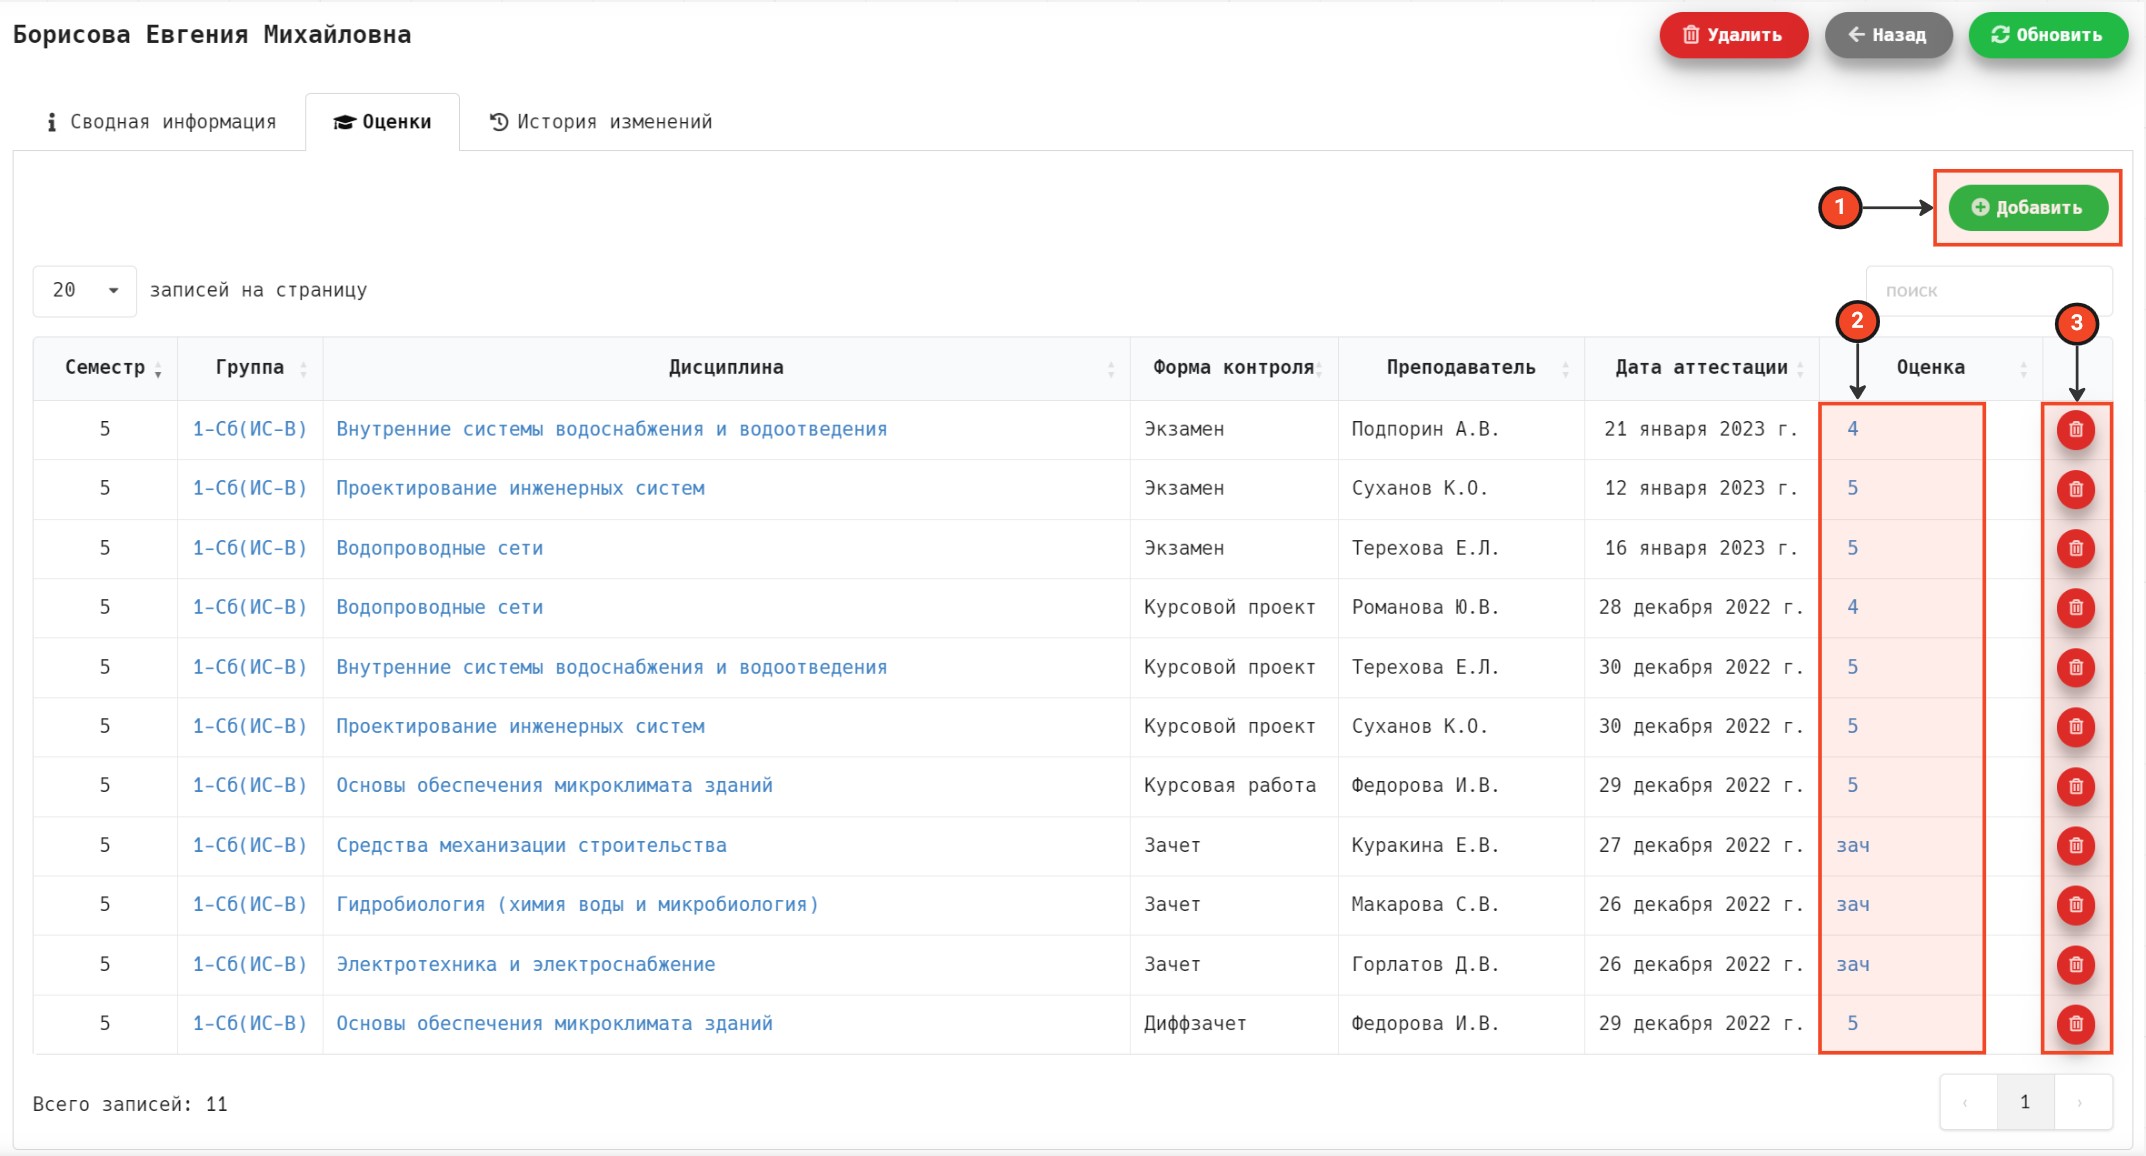 Борисова Евгения Михайловна
Удалить
Назад
Обновить
Сводная информация
Оценки
История изменений
1
Добавить
20 записей на страницу
поиск
2
3
Семестр Группа Дисциплина Форма контроля Преподаватель Дата аттестации Оценка
5 1-Сб(ИС-В) Внутренние системы водоснабжения и водоотведения Экзамен Подпорин А.В. 21 января 2023 г. 4
5 1-Сб(ИС-В) Проектирование инженерных систем Экзамен Суханов К.О. 12 января 2023 г. 5
5 1-Сб(ИС-В) Водопроводные сети Экзамен Терехова Е.Л. 16 января 2023 г. 5
5 1-Сб(ИС-В) Водопроводные сети Курсовой проект Романова Ю.В. 28 декабря 2022 г. 4
5 1-Сб(ИС-В) Внутренние системы водоснабжения и водоотведения Курсовой проект Терехова Е.Л. 30 декабря 2022 г. 5
5 1-Сб(ИС-В) Проектирование инженерных систем Курсовой проект Суханов К.О. 30 декабря 2022 г. 5
5 1-Сб(ИС-В) Основы обеспечения микроклимата зданий Курсовая работа Федорова И.В. 29 декабря 2022 г. 5
5 1-Сб(ИС-В) Средства механизации строительства Зачет Куракина Е.В. 27 декабря 2022 г. зач
5 1-Сб(ИС-В) Гидробиология (химия воды и микробиология) Зачет Макарова С.В. 26 декабря 2022 г. зач
5 1-Сб(ИС-В) Электротехника и электроснабжение Зачет Горлатов Д.В. 26 декабря 2022 г. зач
5 1-Сб(ИС-В) Основы обеспечения микроклимата зданий Диффзачет Федорова И.В. 29 декабря 2022 г. 5
Всего записей: 11
‹ 1 ›